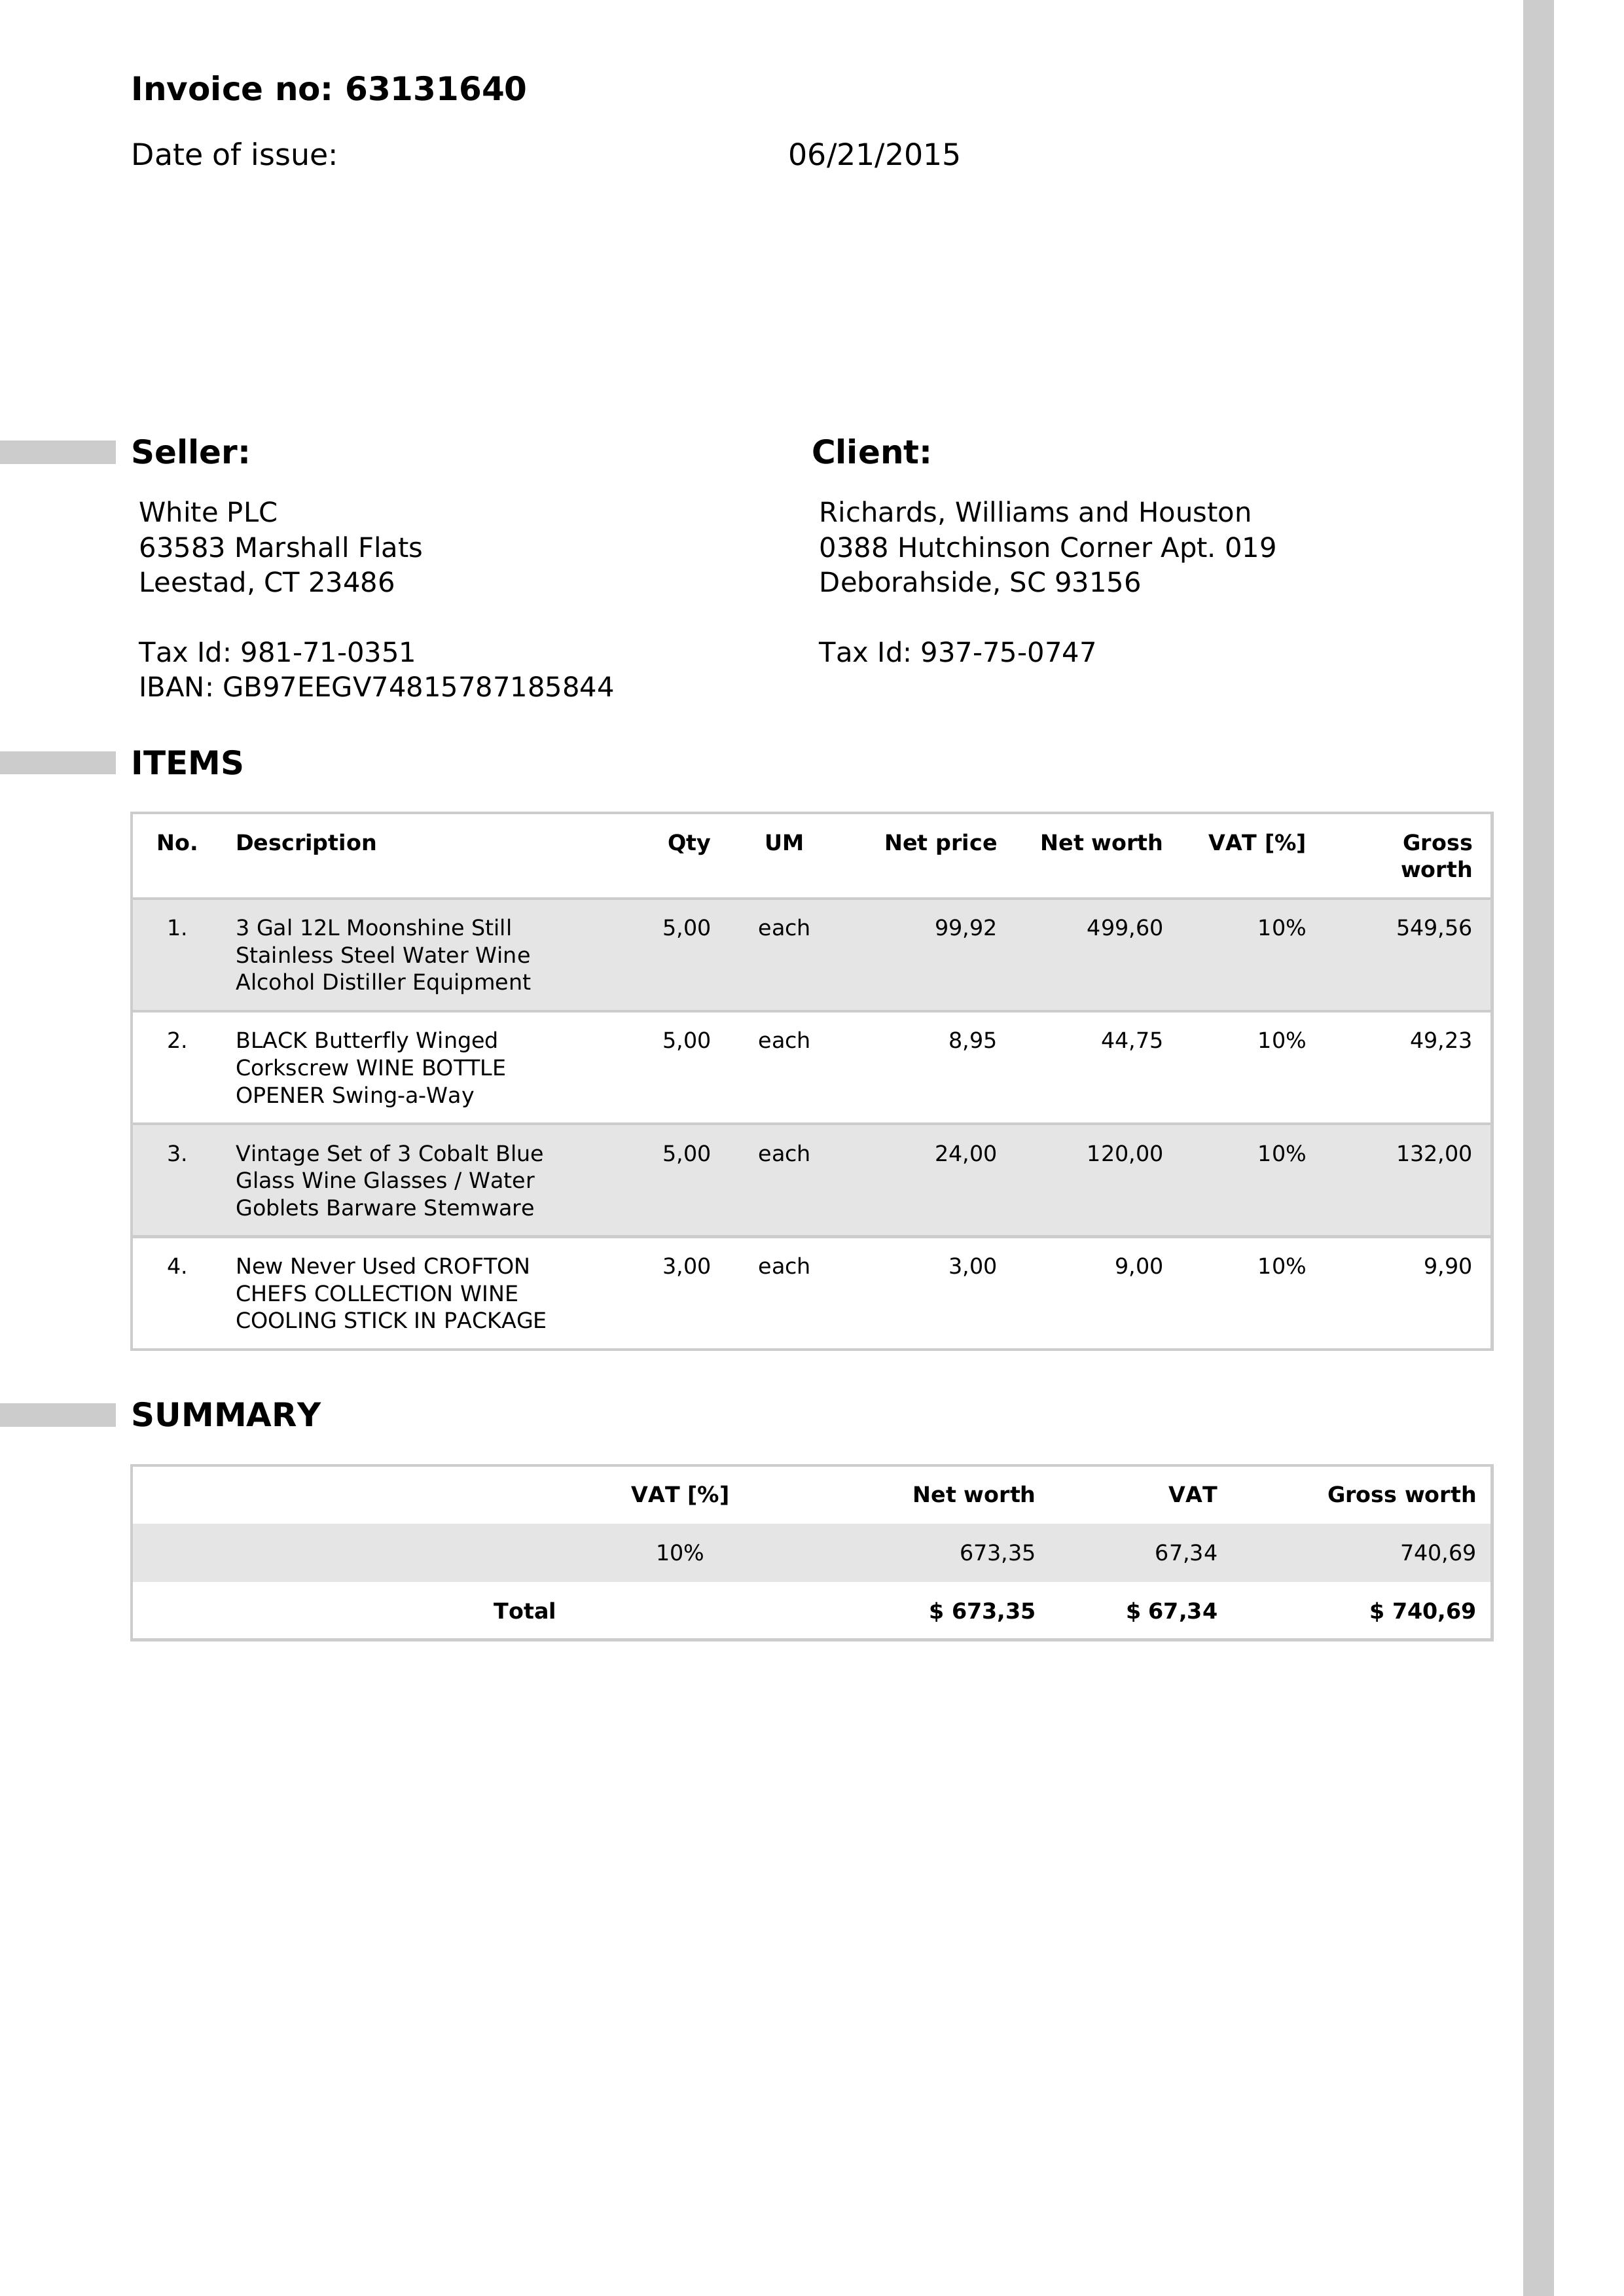 Invoice no: 63131640
Date of issue: 06/21/2015
Seller:
White PLC
63583 Marshall Flats
Leestad, CT 23486
Tax Id: 981-71-0351
IBAN: GB97EEGV74815787185844
Client:
Richards, Williams and Houston
0388 Hutchinson Corner Apt. 019
Deborahside, SC 93156
Tax Id: 937-75-0747
ITEMS
No. Description Qty UM Net price Net worth VAT [%] Gross
worth
1. 3 Gal 12L Moonshine Still 5,00 each 99,92 499,60 10% 549,56
Stainless Steel Water Wine
Alcohol Distiller Equipment
2. BLACK Butterfly Winged 5,00 each 8,95 44,75 10% 49,23
Corkscrew WINE BOTTLE
OPENER Swing-a-Way
3. Vintage Set of 3 Cobalt Blue 5,00 each 24,00 120,00 10% 132,00
Glass Wine Glasses / Water
Goblets Barware Stemware
4. New Never Used CROFTON 3,00 each 3,00 9,00 10% 9,90
CHEFS COLLECTION WINE
COOLING STICK IN PACKAGE
SUMMARY
VAT [%] Net worth VAT Gross worth
10% 673,35 67,34 740,69
Total $ 673,35 $ 67,34 $ 740,69